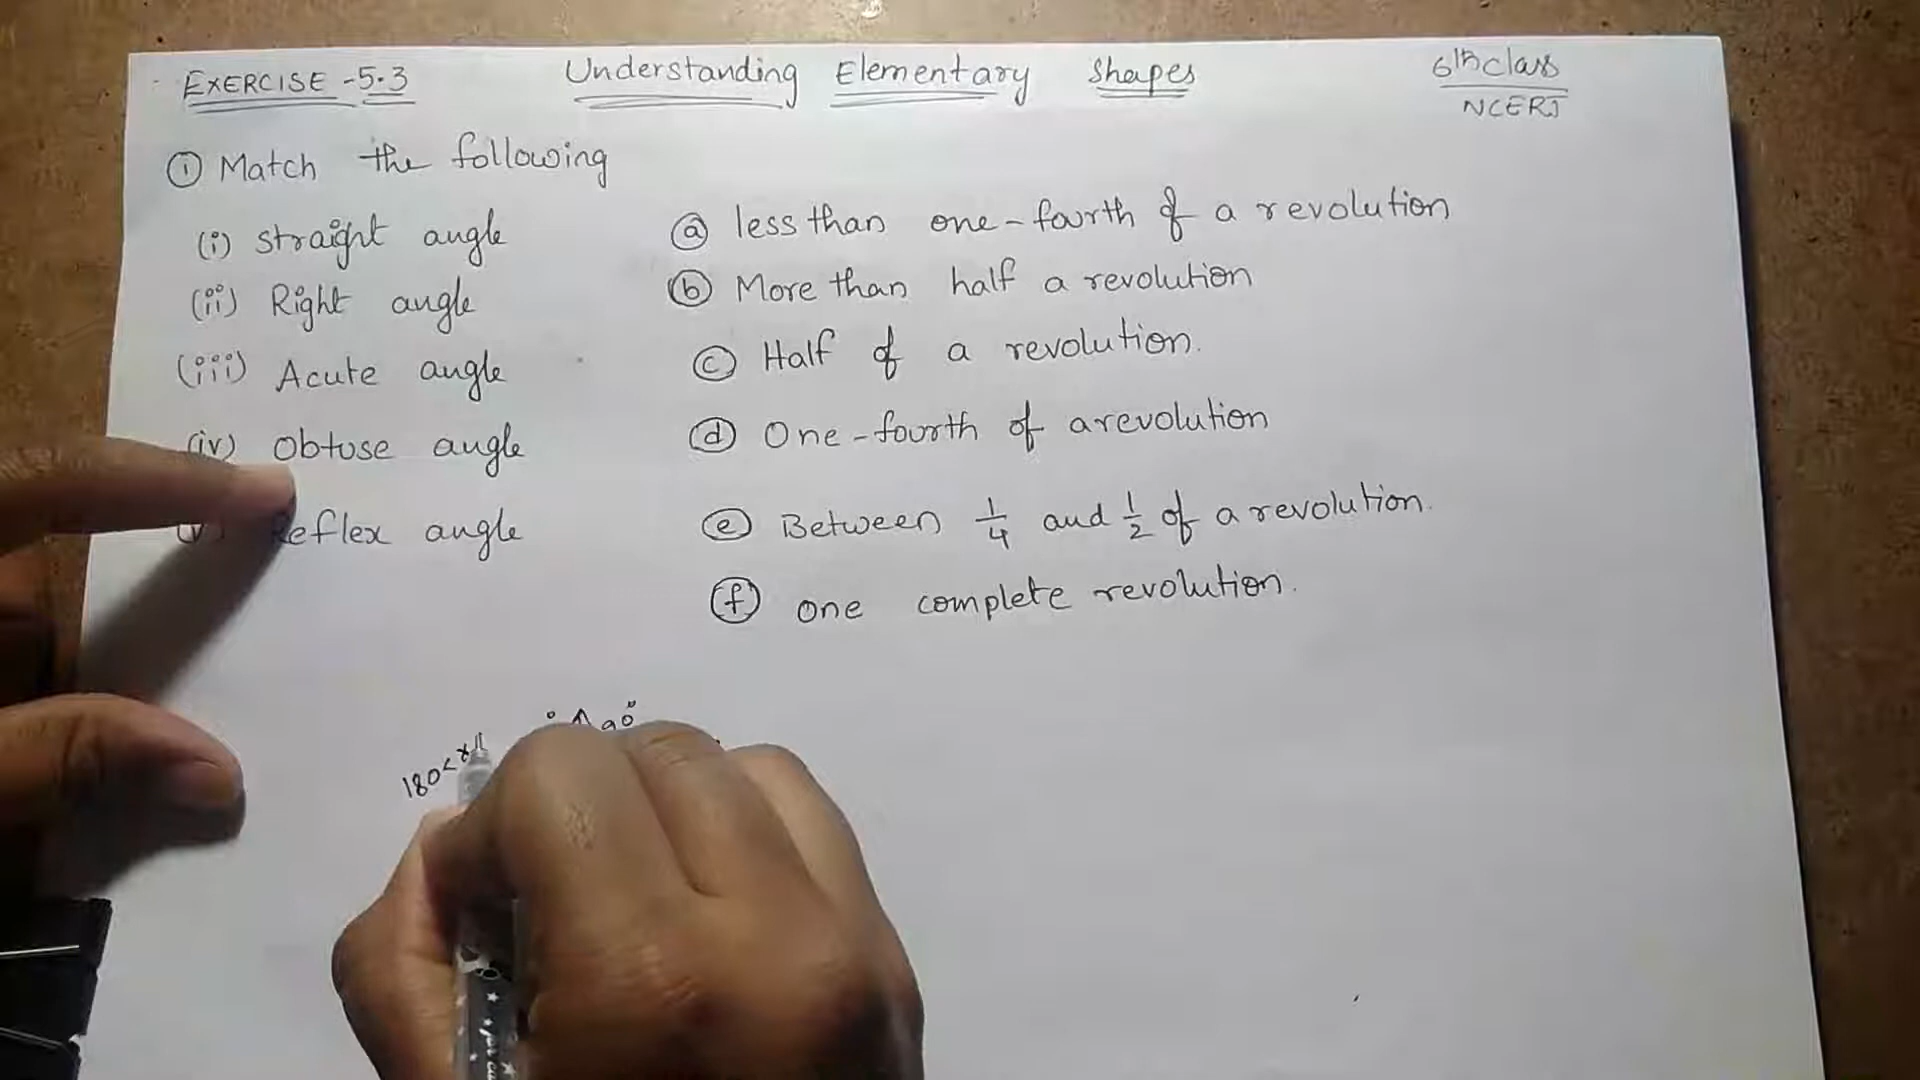 EXERCISE -5.3 Understanding Elementary shapes 6th class
NCERT
① Match the following
(i) straight angle ⓐ less than one-fourth of a revolution
(ii) Right angle ⓑ More than half a revolution
(iii) Acute angle ⓒ Half of a revolution.
(iv) Obtuse angle ⓓ One-fourth of a revolution
(v) Reflex angle ⓔ Between 1/4 and 1/2 of a revolution.
ⓕ one complete revolution.
90°
180<x